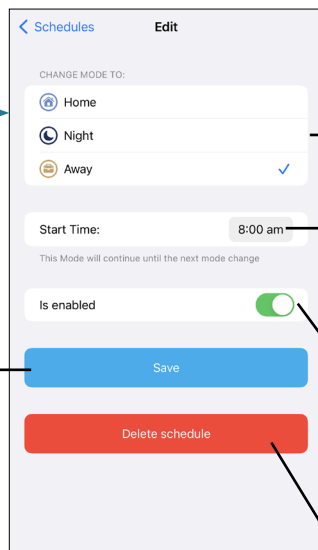 Schedules
Edit
CHANGE MODE TO:
Home
Night
Away
Start Time:
8:00 am
This Mode will continue until the next mode change
Is enabled
Save
Delete schedule